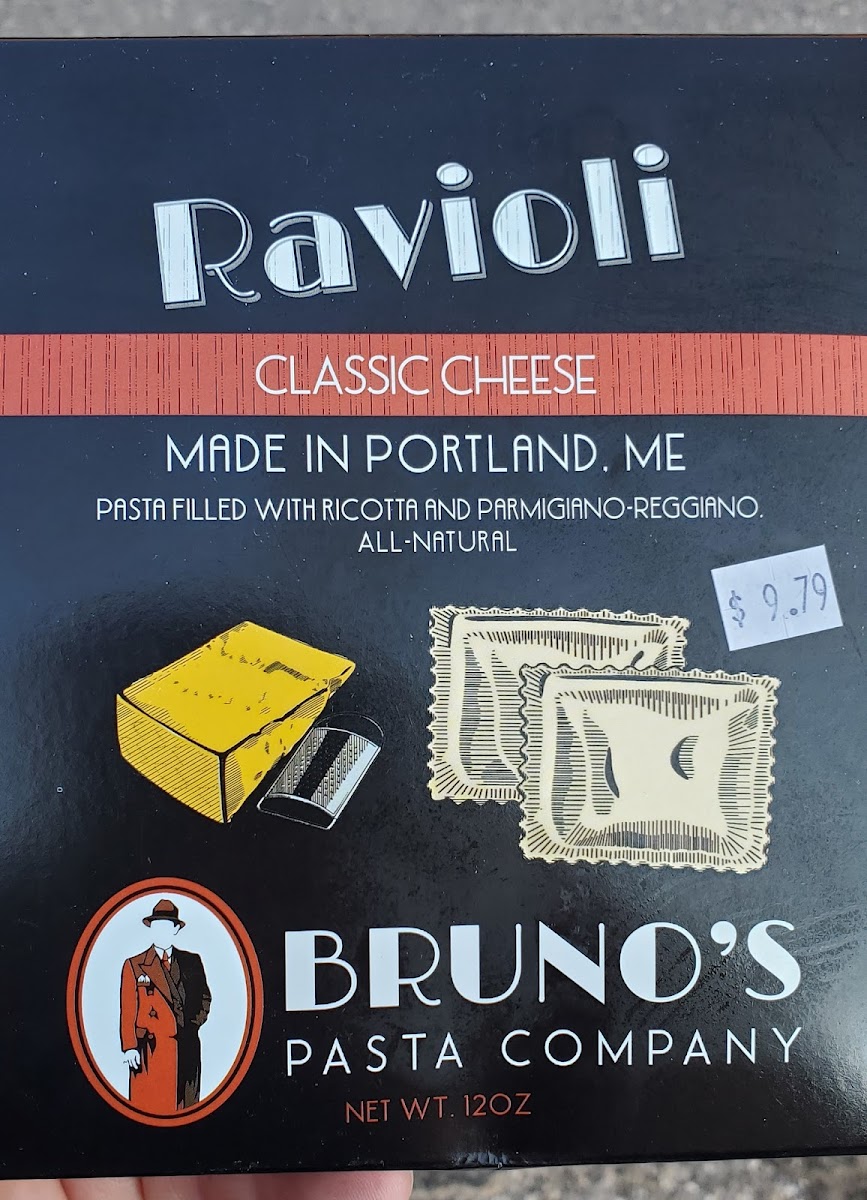 Ravioli
CLASSIC CHEESE
MADE IN PORTLAND, ME
PASTA FILLED WITH RICOTTA AND PARMIGIANO-REGGIANO.
ALL-NATURAL
$ 9.79
BRUNO'S
PASTA COMPANY
NET WT. 12OZ